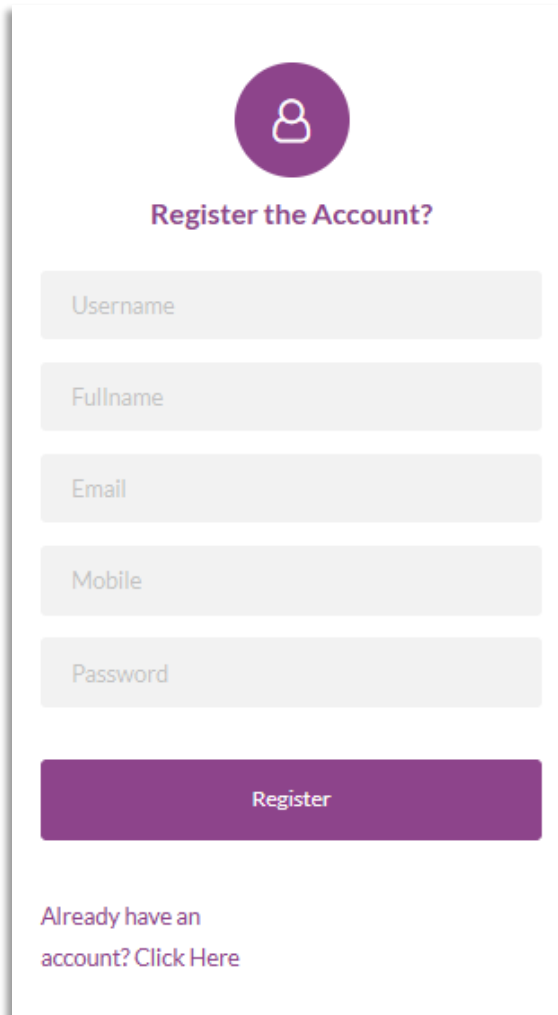 Register the Account?
Username
Fullname
Email
Mobile
Password
Register
Already have an
account? Click Here